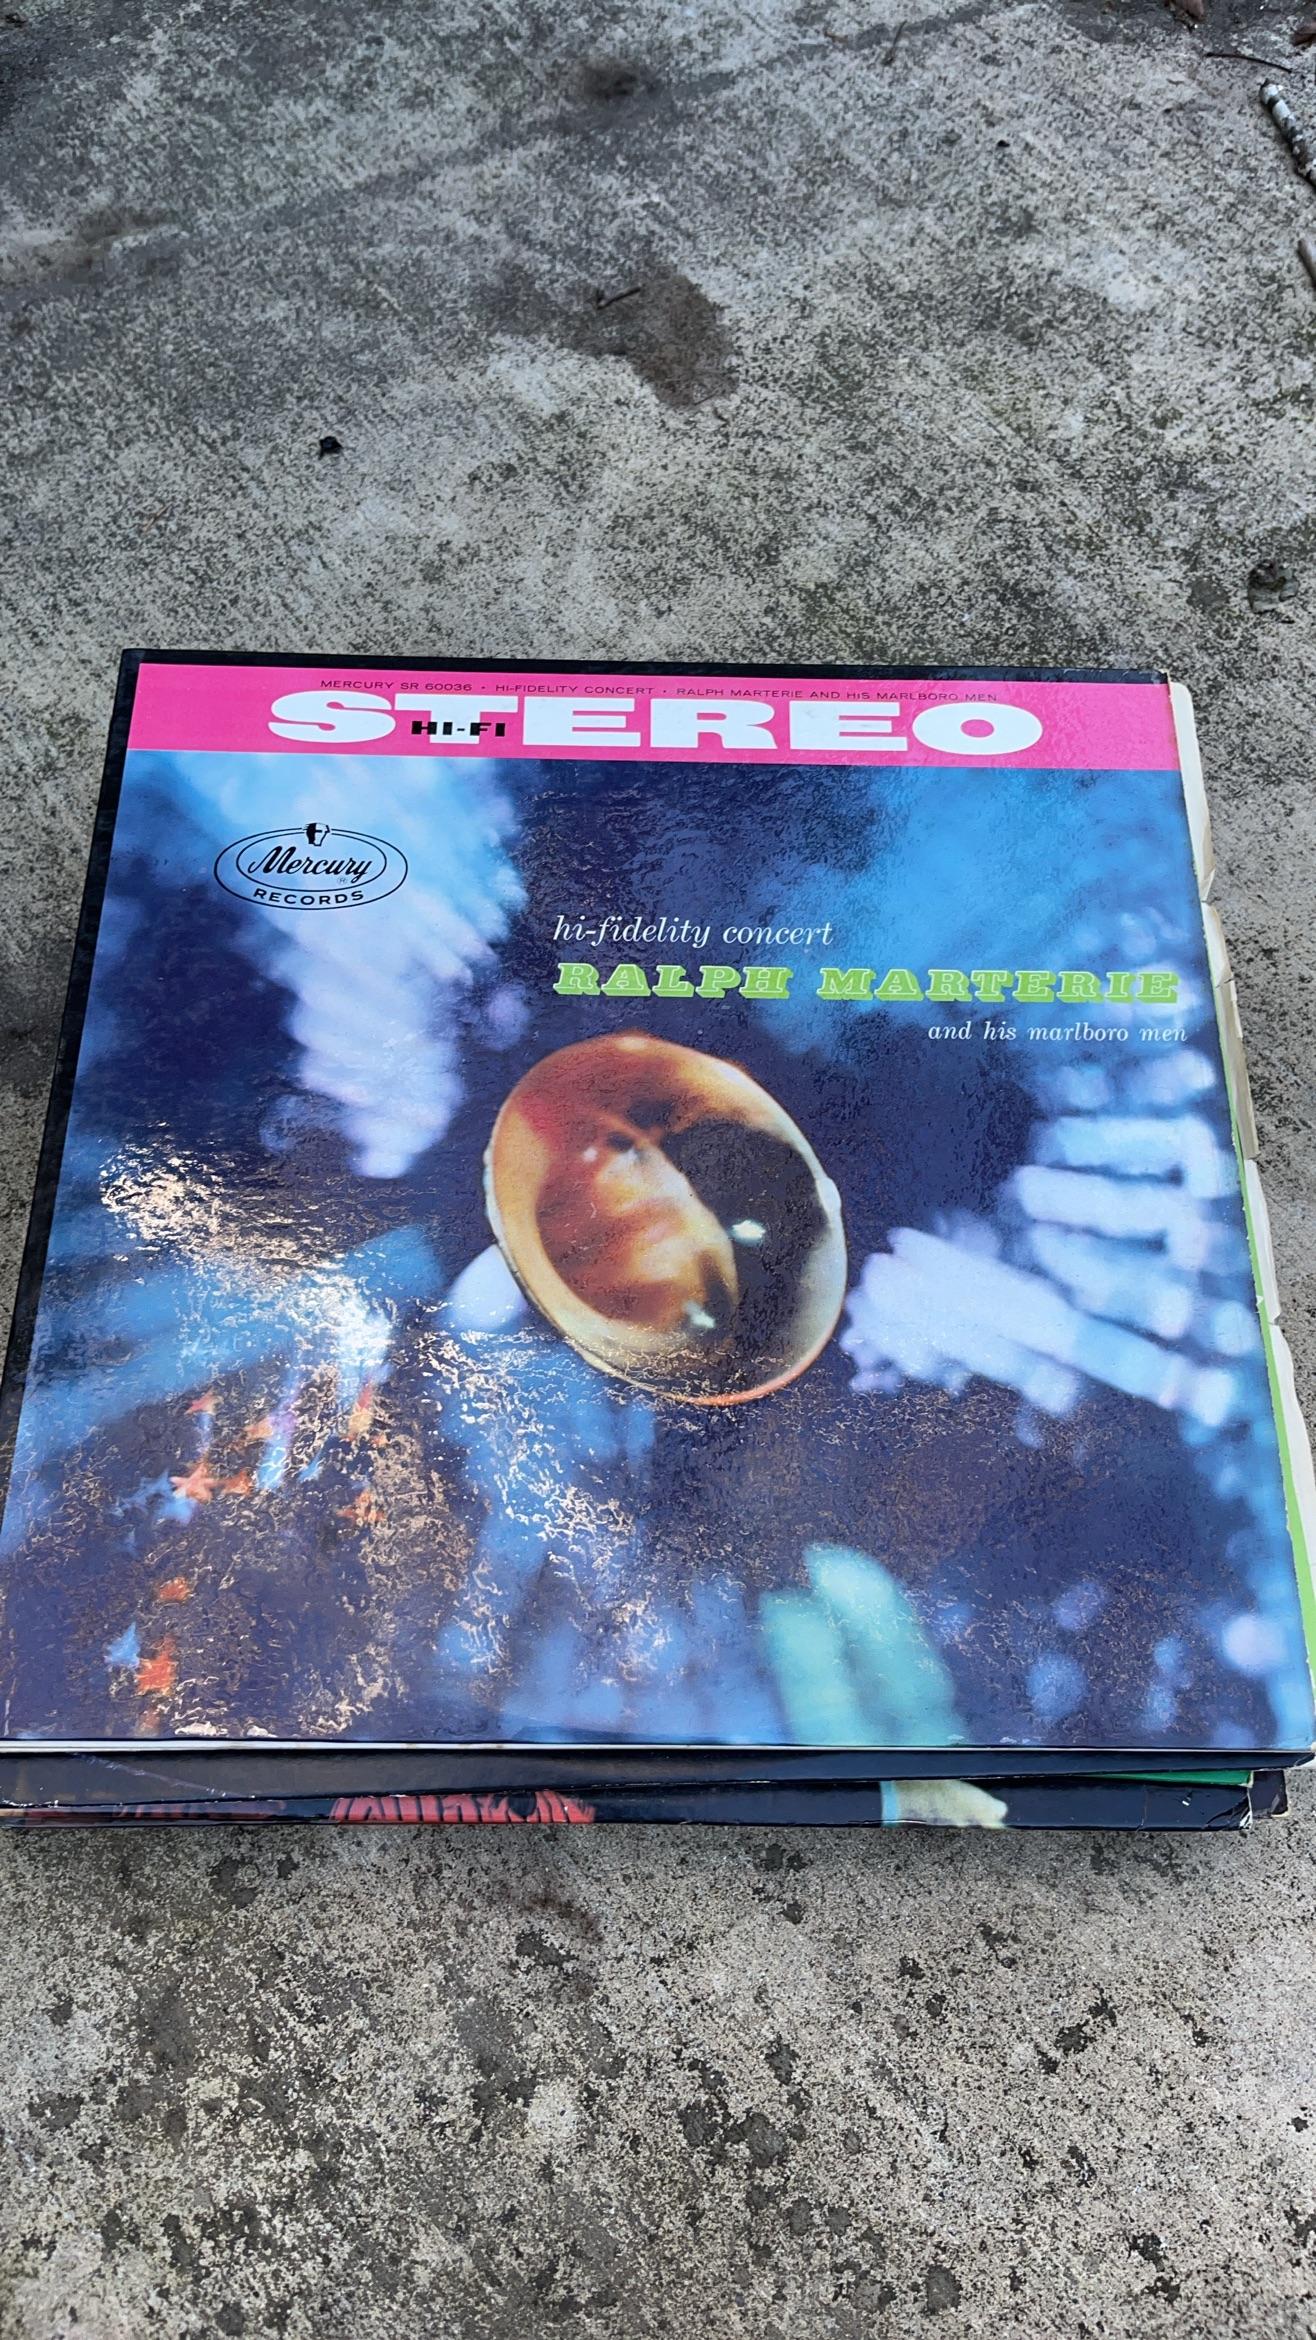 MERCURY SR 60036 • HI-FIDELITY CONCERT • RALPH MARTERIE AND HIS MARLBORO MEN
STEREO
HI-FI
Mercury ®
RECORDS
hi-fidelity concert
RALPH MARTERIE
and his marlboro men